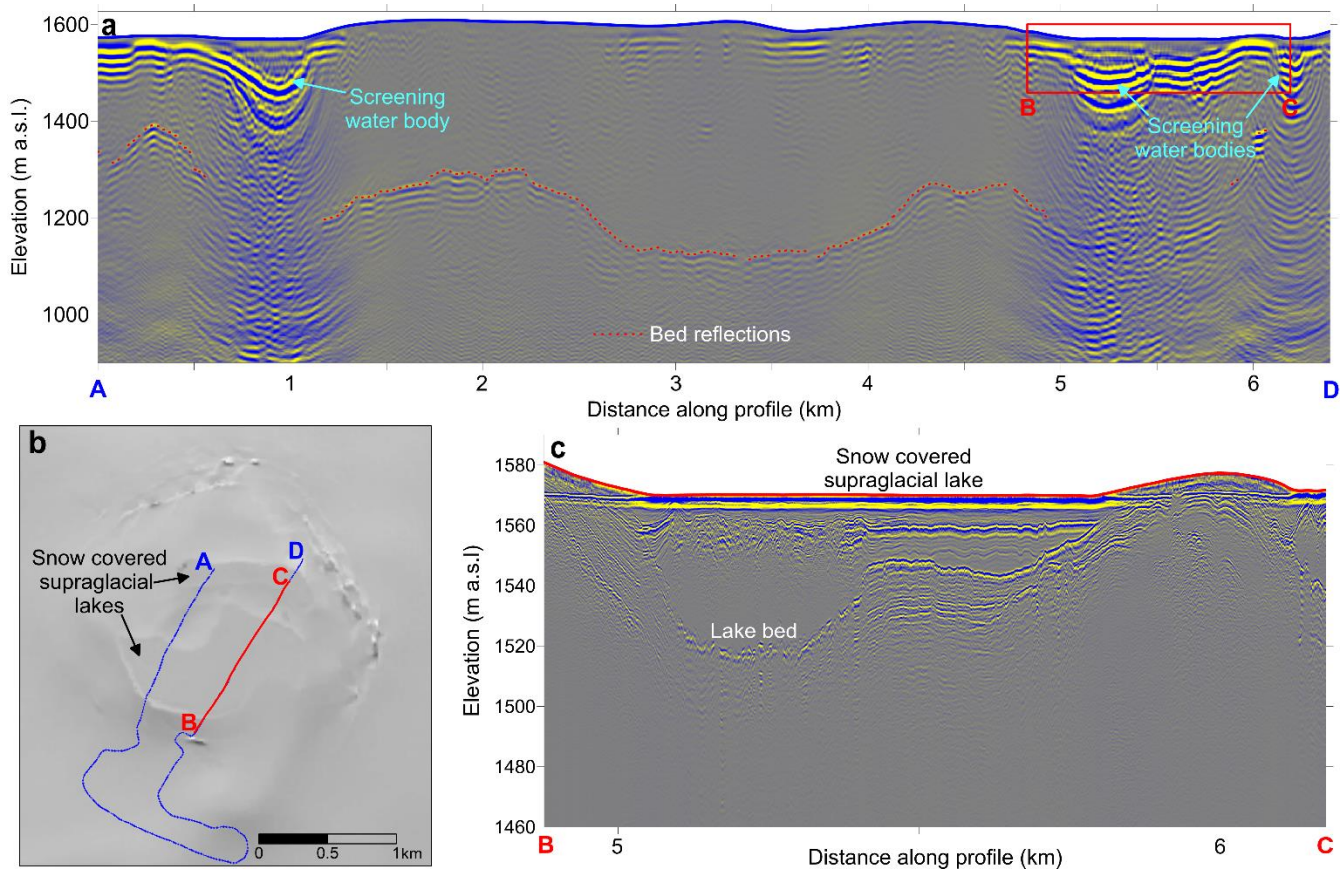 a
1600
1400
1200
1000
Elevation (m a.s.l.)
Screening
water body
B
C
Screening
water bodies
Bed reflections
A
1
2
3
4
5
6
D
Distance along profile (km)
b
Snow covered
supraglacial
lakes
A
D
C
B
0
0.5
1km
c
1580
1560
1540
1520
1500
1480
1460
Elevation (m a.s.l)
Snow covered
supraglacial lake
Lake bed
B
5
6
C
Distance along profile (km)